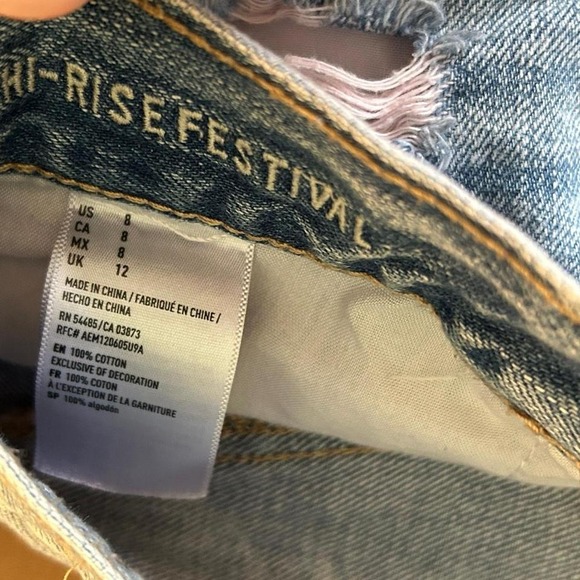 HI-RISE FESTIVAL
US 8
CA 8
MX 8
UK 12
MADE IN CHINA / FABRIQUÉ EN CHINE /
HECHO EN CHINA
RN 54485/CA 03873
RFC# AEM120605U9A
EN 100% COTTON
EXCLUSIVE OF DECORATION
FR 100% COTON
À L'EXCEPTION DE LA GARNITURE
SP 100% algodón